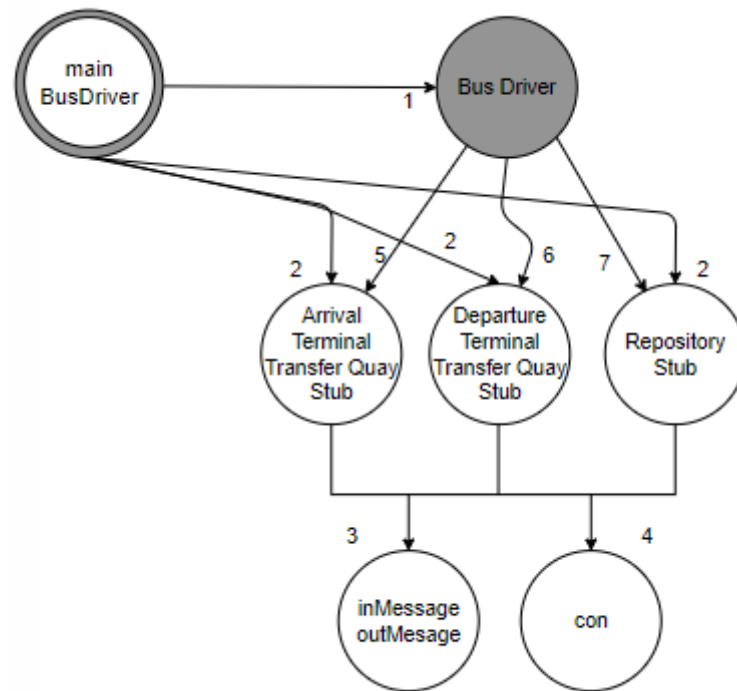 main
BusDriver
Bus Driver
1
2
5
2
6
7
2
Arrival
Terminal
Transfer Quay
Stub
Departure
Terminal
Transfer Quay
Stub
Repository
Stub
3
4
inMessage
outMesage
con